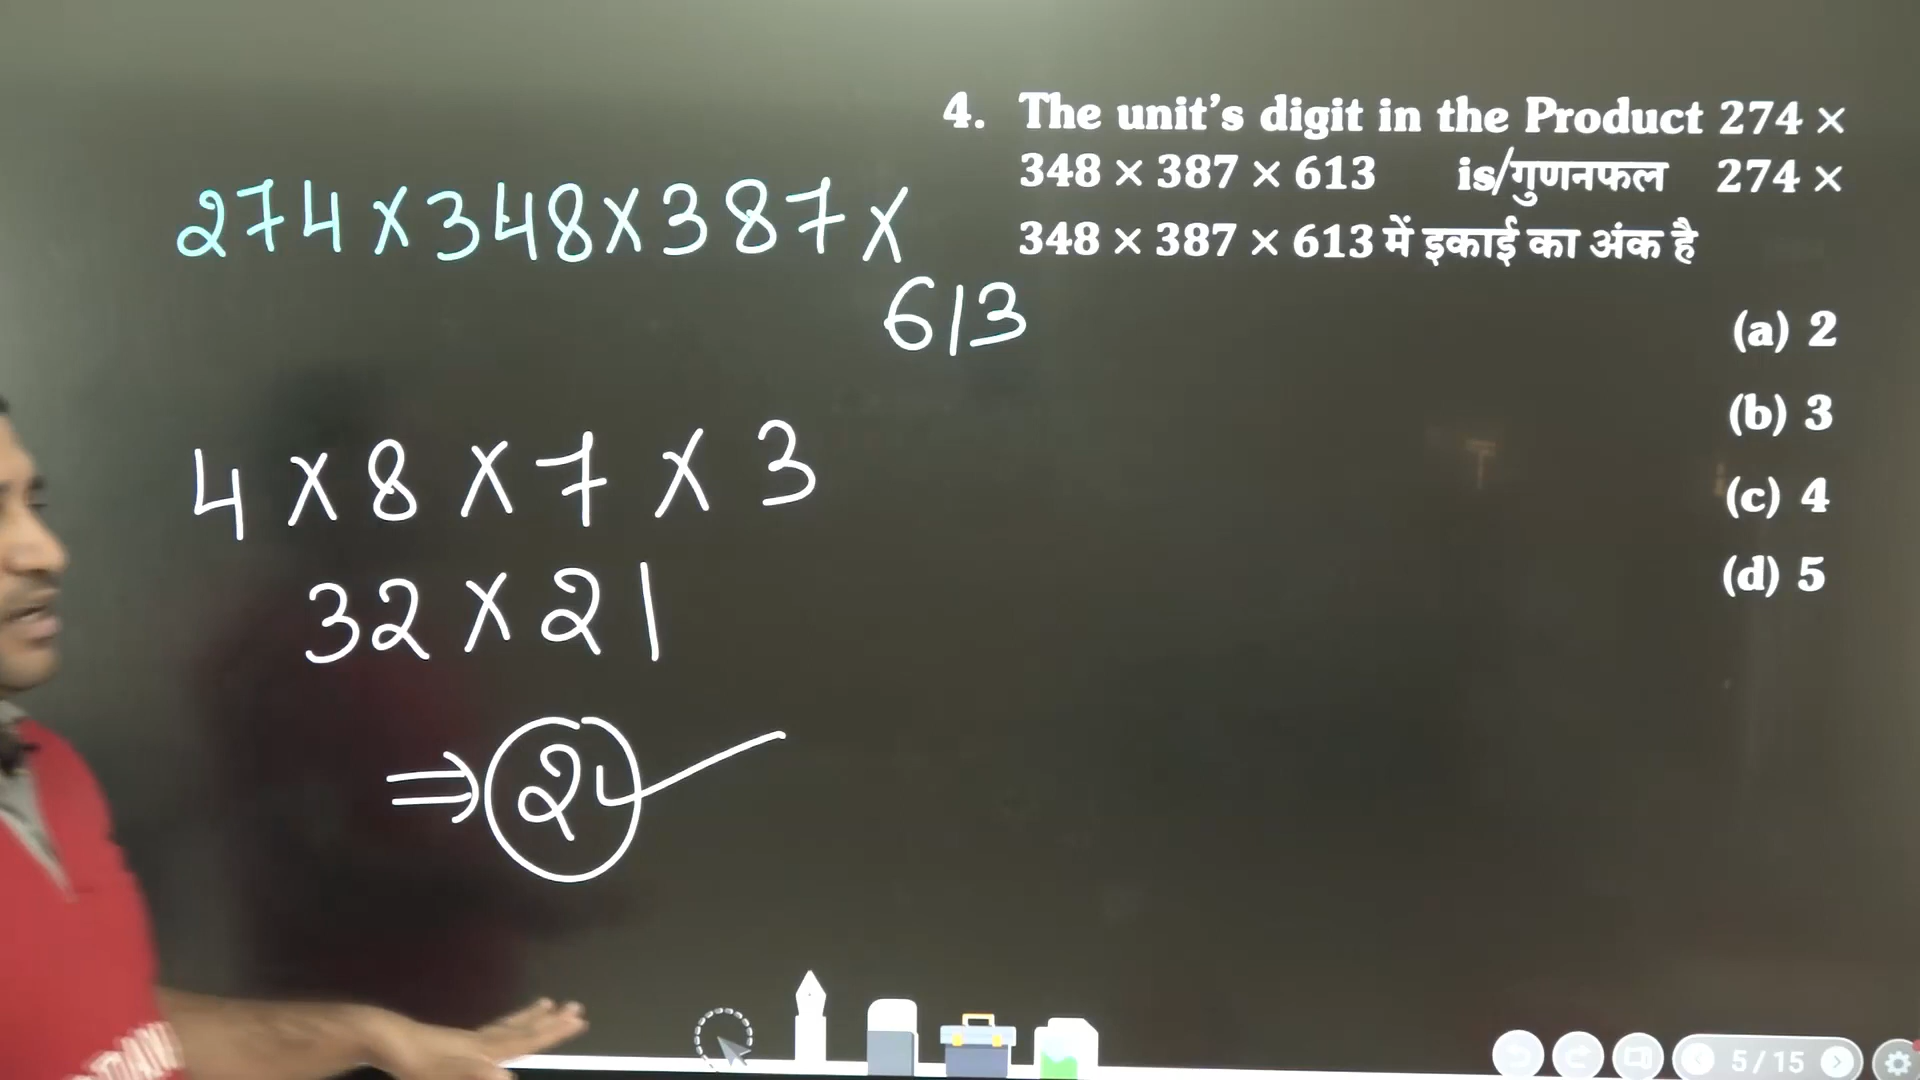 274 × 348 × 387 ×
613
4 × 8 × 7 × 3
32 × 21
⇒ 2
4. The unit's digit in the Product 274 ×
348 × 387 × 613 is/गुणनफल 274 ×
348 × 387 × 613 में इकाई का अंक है
(a) 2
(b) 3
(c) 4
(d) 5
5/15